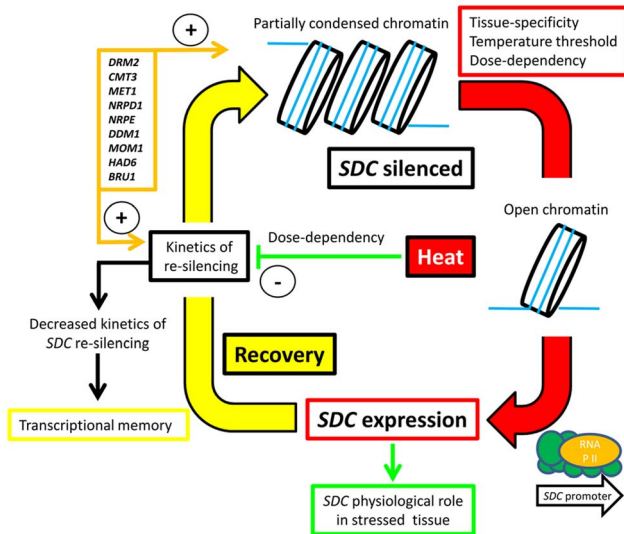 +
Partially condensed chromatin
Tissue-specificity
Temperature threshold
Dose-dependency
DRM2
CMT3
MET1
NRPD1
NRPE
DDM1
MOM1
HAD6
BRU1
SDC silenced
+
Open chromatin
Kinetics of
re-silencing
Dose-dependency
Heat
-
Decreased kinetics of
SDC re-silencing
Recovery
Transcriptional memory
SDC expression
RNA
P II
SDC promoter
SDC physiological role
in stressed tissue